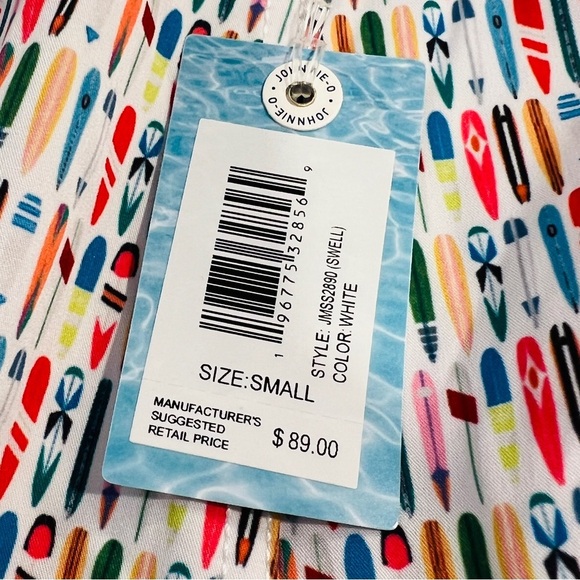 JOHNNIE-O · JOHNNIE-O ·
1 96775 32856 9
STYLE: JMSS2890 (SWELL)
COLOR: WHITE
SIZE:SMALL
MANUFACTURER'S
SUGGESTED
RETAIL PRICE
$ 89.00